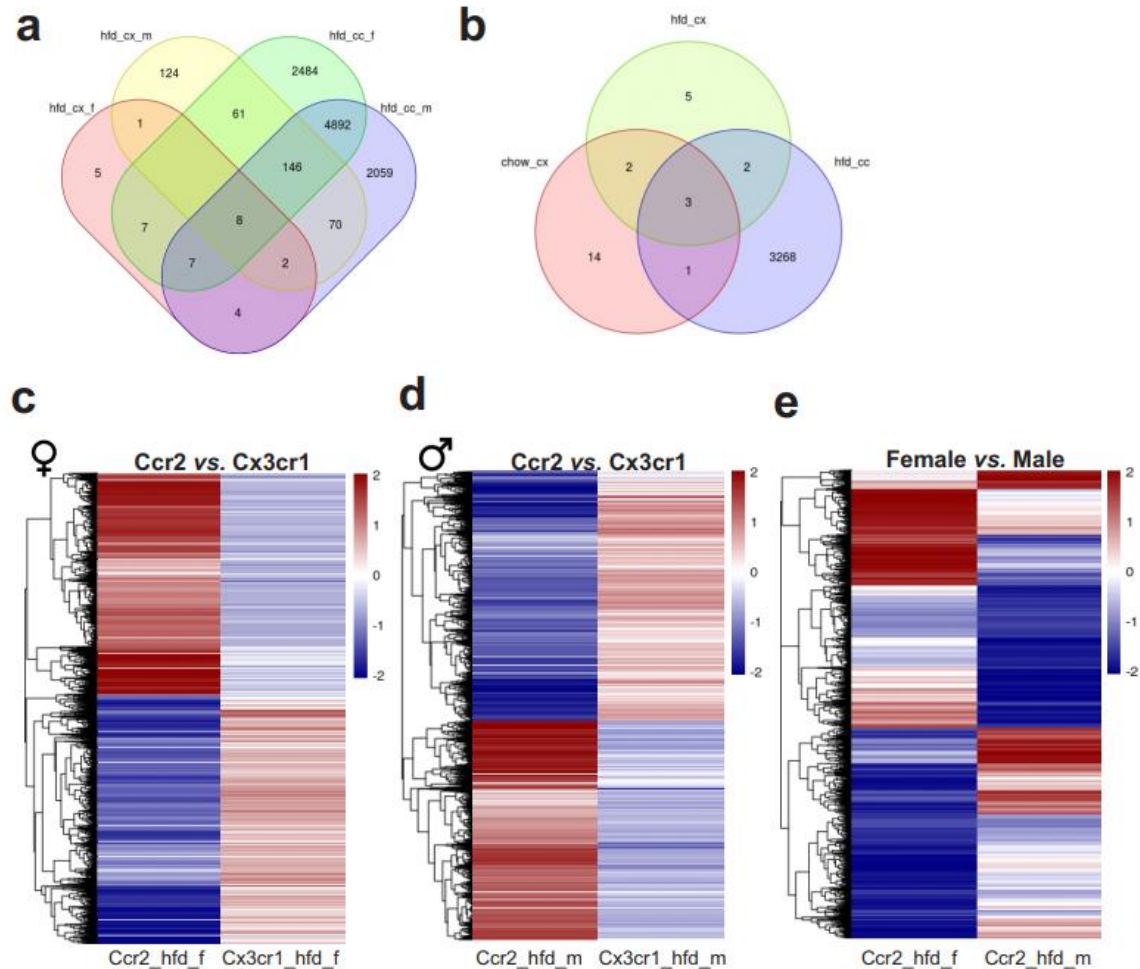 a
b
hfd_cx_m
hfd_cc_f
hfd_cx_f
hfd_cc_m
124
2484
1
61
4892
5
146
2059
7
8
70
7
2
4
hfd_cx
5
chow_cx
hfd_cc
2
2
3
14
1
3268
c
♀
Ccr2 vs. Cx3cr1
2
1
0
-1
-2
Ccr2_hfd_f
Cx3cr1_hfd_f
d
♂
Ccr2 vs. Cx3cr1
2
1
0
-1
-2
Ccr2_hfd_m
Cx3cr1_hfd_m
e
Female vs. Male
2
1
0
-1
-2
Ccr2_hfd_f
Ccr2_hfd_m